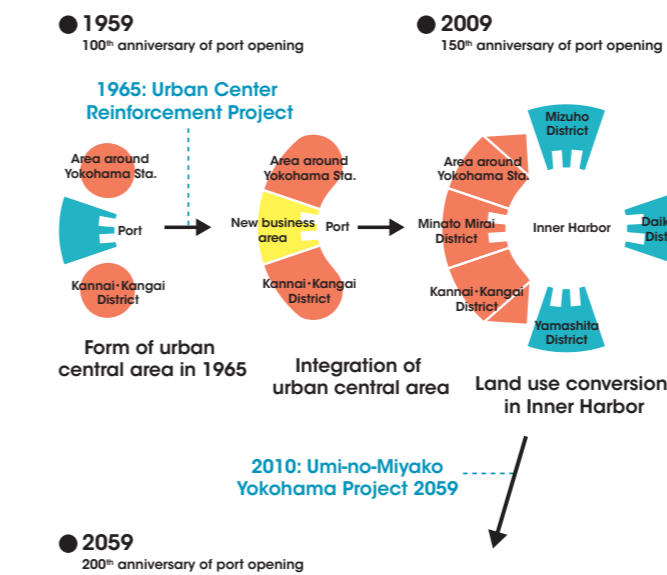 1959
100th anniversary of port opening
2009
150th anniversary of port opening
1965: Urban Center
Reinforcement Project
Area around
Yokohama Sta.
Port
Kannai･Kangai
District
Form of urban
central area in 1965
Area around
Yokohama Sta.
New business
area
Port
Kannai･Kangai
District
Integration of
urban central area
Mizuho
District
Area around
Yokohama Sta.
Minato Mirai
District
Inner Harbor
Daik
Dist
Kannai･Kangai
District
Yamashita
District
Land use conversion
in Inner Harbor
2010: Umi-no-Miyako
Yokohama Project 2059
2059
200th anniversary of port opening